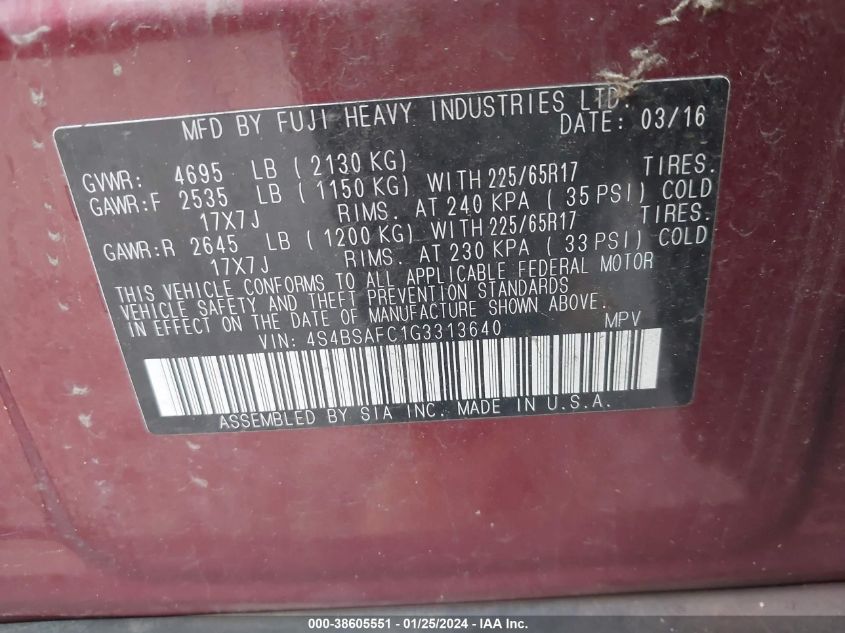 MFD BY FUJI HEAVY INDUSTRIES LTD.
DATE: 03/16
GVWR: 4695 LB ( 2130 KG)
GAWR:F 2535 LB ( 1150 KG) WITH 225/65R17 TIRES.
17X7J RIMS. AT 240 KPA ( 35 PSI) COLD
GAWR:R 2645 LB ( 1200 KG) WITH 225/65R17 TIRES.
17X7J RIMS. AT 230 KPA ( 33 PSI) COLD
THIS VEHICLE CONFORMS TO ALL APPLICABLE FEDERAL MOTOR
VEHICLE SAFETY AND THEFT PREVENTION STANDARDS
IN EFFECT ON THE DATE OF MANUFACTURE SHOWN ABOVE.
VIN: 4S4BSAFC1G3313640 MPV
ASSEMBLED BY SIA INC. MADE IN U.S.A.
000-38605551 - 01/25/2024 - IAA Inc.